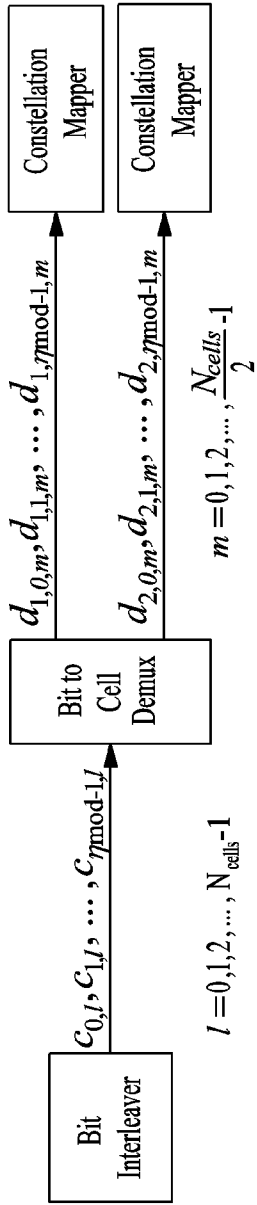 Bit
Interleaver
c0,l,c1,l, … ,cηmod-1,l
l =0,1,2,…, Ncells-1
Bit to
Cell
Demux
d1,0,m,d1,1,m, … ,d1,ηmod-1,m
d2,0,m,d2,1,m, … ,d2,ηmod-1,m
m =0,1,2,…, Ncells/2 -1
Constellation
Mapper
Constellation
Mapper